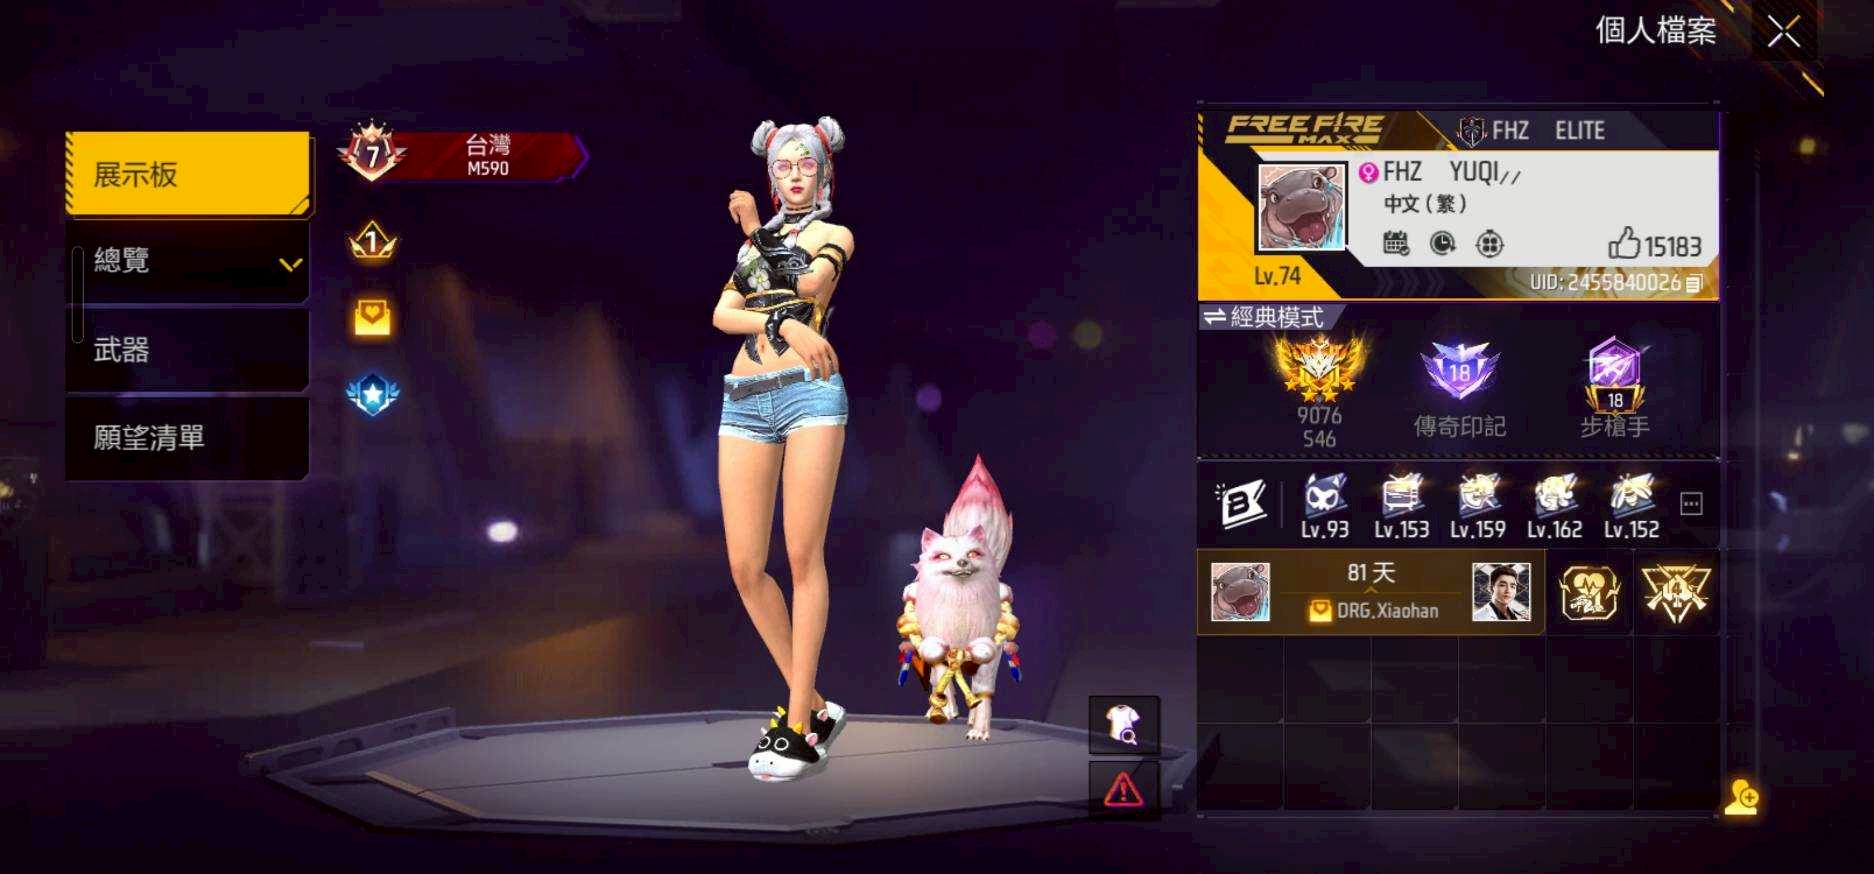 個人檔案
展示板
總覽
武器
願望清單
7
台灣
M590
1
FREE FIRE
MAX
FHZ ELITE
FHZ YUQI//
中文(繁)
15183
Lv.74
UID:2455840026
經典模式
18
18
9076
546
傳奇印記
步槍手
B
Lv.93
Lv.153
Lv.159
Lv.162
Lv.152
81 天
DRG.Xiaohan